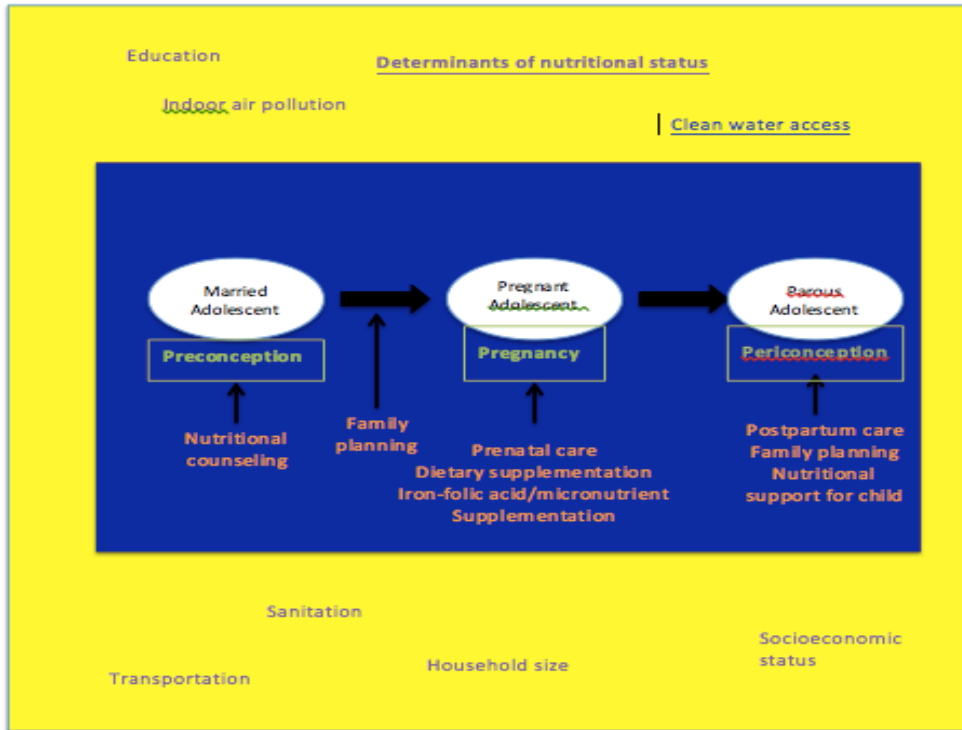 Education
Determinants of nutritional status
Indoor air pollution
Clean water access
Married
Adolescent
Pregnant
Adolescent
Parous
Adolescent
Preconception
Pregnancy
Periconception
Nutritional
counseling
Family
planning
Prenatal care
Dietary supplementation
Iron-folic acid/micronutrient
Supplementation
Postpartum care
Family planning
Nutritional
support for child
Sanitation
Socioeconomic
status
Household size
Transportation